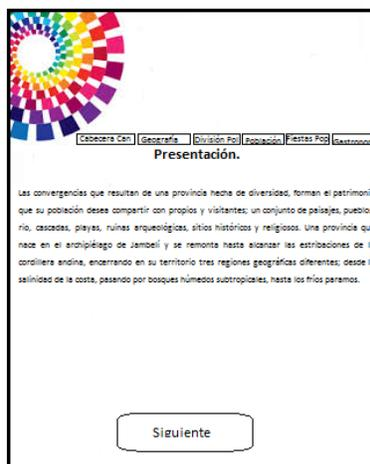 Cabecera Can Geografía División Pol Población Fiestas Pop Gastronom
Presentación.
Las convergencias que resultan de una provincia hecha de diversidad, forman el patrimoni
que su población desea compartir con propios y visitantes; un conjunto de paisajes, pueblo
rio, cascadas, playas, ruinas arqueológicas, sitios históricos y religiosos. Una provincia qu
nace en el archipiélago de Jambelí y se remonta hasta alcanzar las estribaciones de l
cordillera andina, encerrando en su territorio tres regiones geográficas diferentes; desde l
salinidad de la costa, pasando por bosques húmedos subtropicales, hasta los fríos paramos.
Siguiente